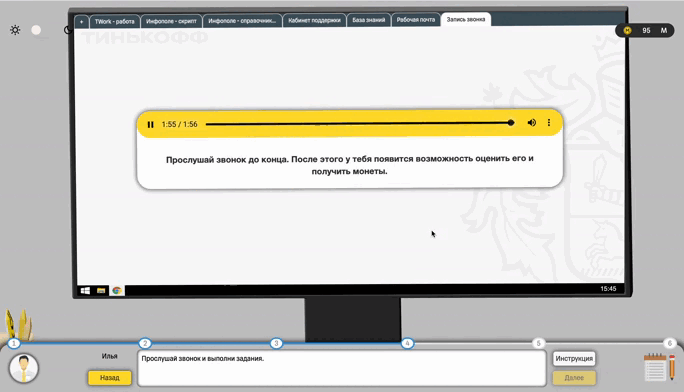 + TWork - работа Инфополе - скрипт Инфополе - справочник... Кабинет поддержки База знаний Рабочая почта Запись звонка
95 M
ТИНЬКОФФ
1:55 / 1:56
Прослушай звонок до конца. После этого у тебя появится возможность оценить его и
получить монеты.
15:45
1 2 3 4 5 6
Илья
Прослушай звонок и выполни задания.
Инструкция
Назад
Далее